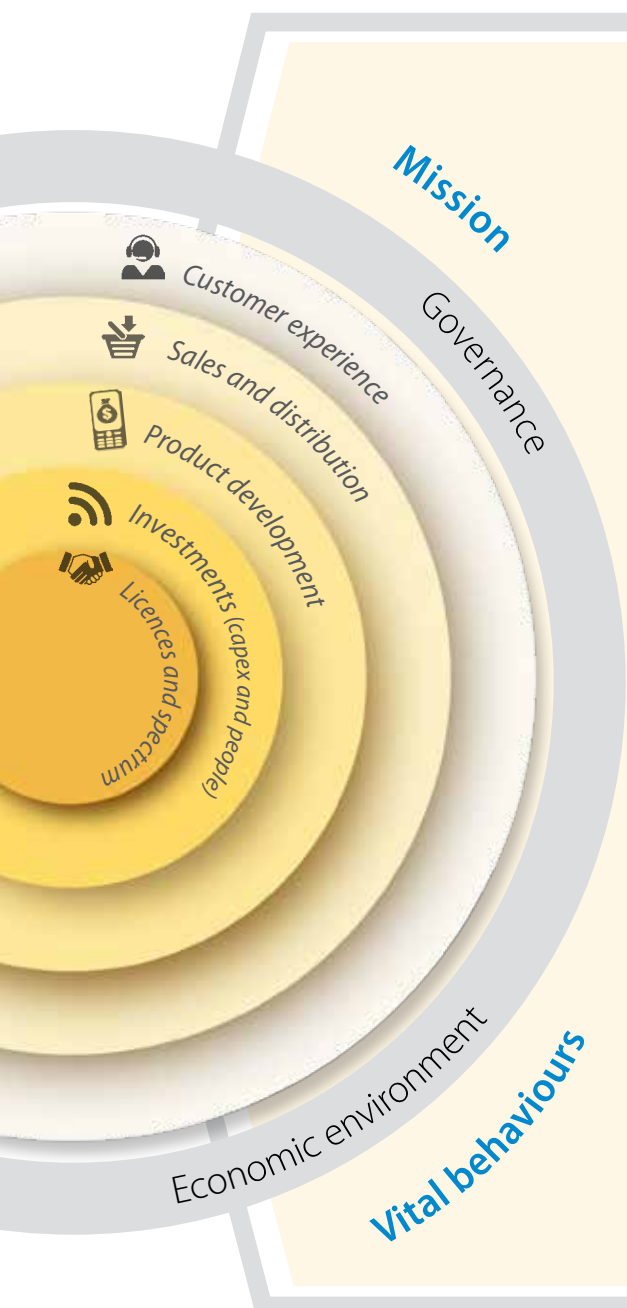 Mission
Governance
Customer experience
Sales and distribution
Product development
Investments (capex and people)
Licences and spectrum
Economic environment
Vital behaviours